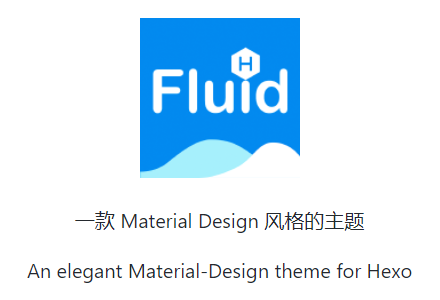 H
Fluid
一款 Material Design 风格的主题
An elegant Material-Design theme for Hexo